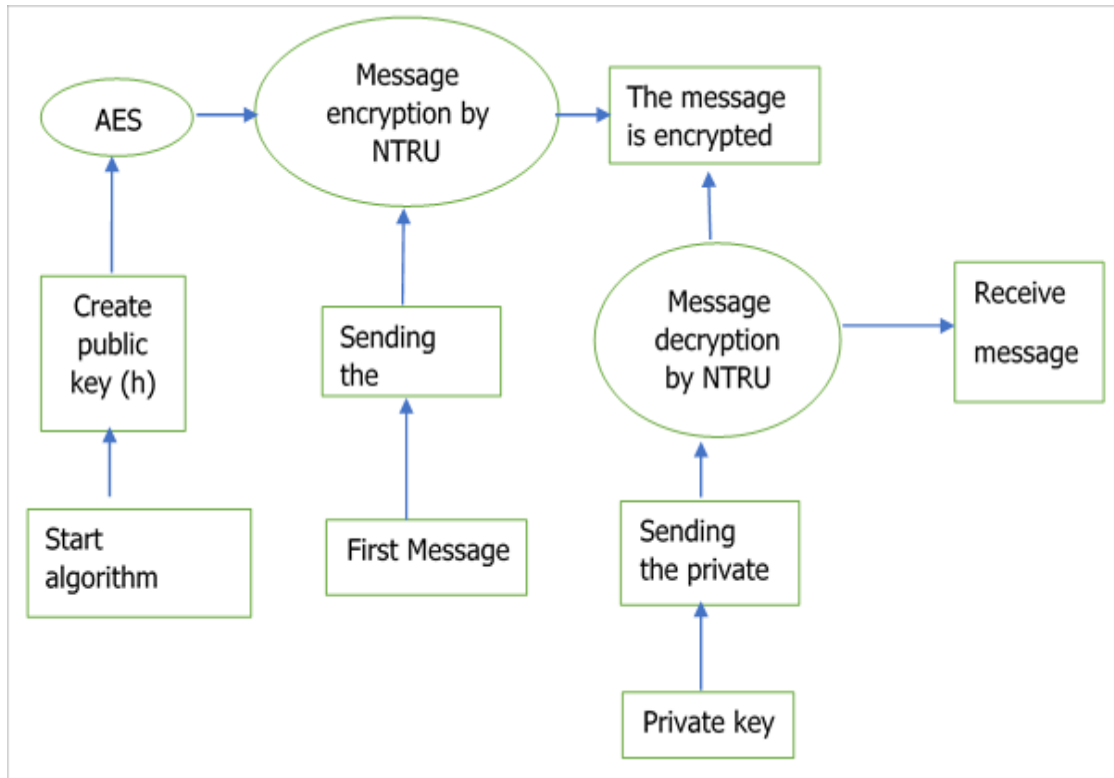 AES
Message
encryption by
NTRU
The message
is encrypted
Create
public
key (h)
Sending
the
Message
decryption
by NTRU
Receive
message
Start
algorithm
First Message
Sending
the private
Private key